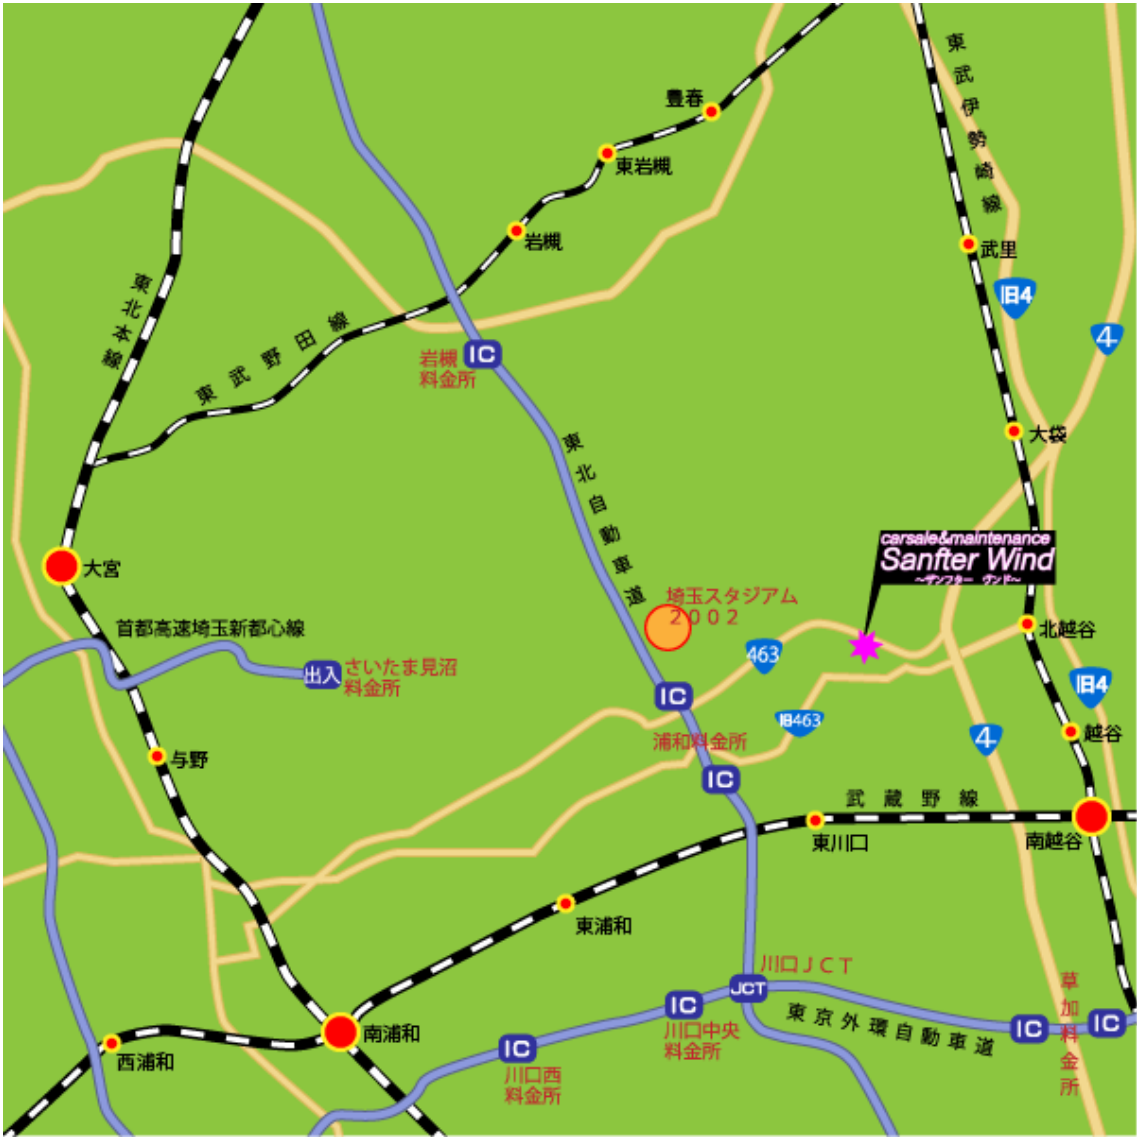 豊春
東岩槻
岩槻
東武伊勢崎線
武里
旧4
4
東北本線
東武野田線
岩槻
料金所
IC
大袋
東北自動車道
carsale&maintenance
Sanfter Wind
～ザンフター ヴンド～
大宮
埼玉スタジアム
２００２
首都高速埼玉新都心線
北越谷
463
出入
さいたま見沼
料金所
IC
旧4
旧463
4
越谷
浦和料金所
与野
IC
武蔵野線
東川口
南越谷
東浦和
川口ＪＣＴ
JCT
草加料金所
IC
川口中央
料金所
東京外環自動車道
IC
IC
南浦和
西浦和
IC
川口西
料金所